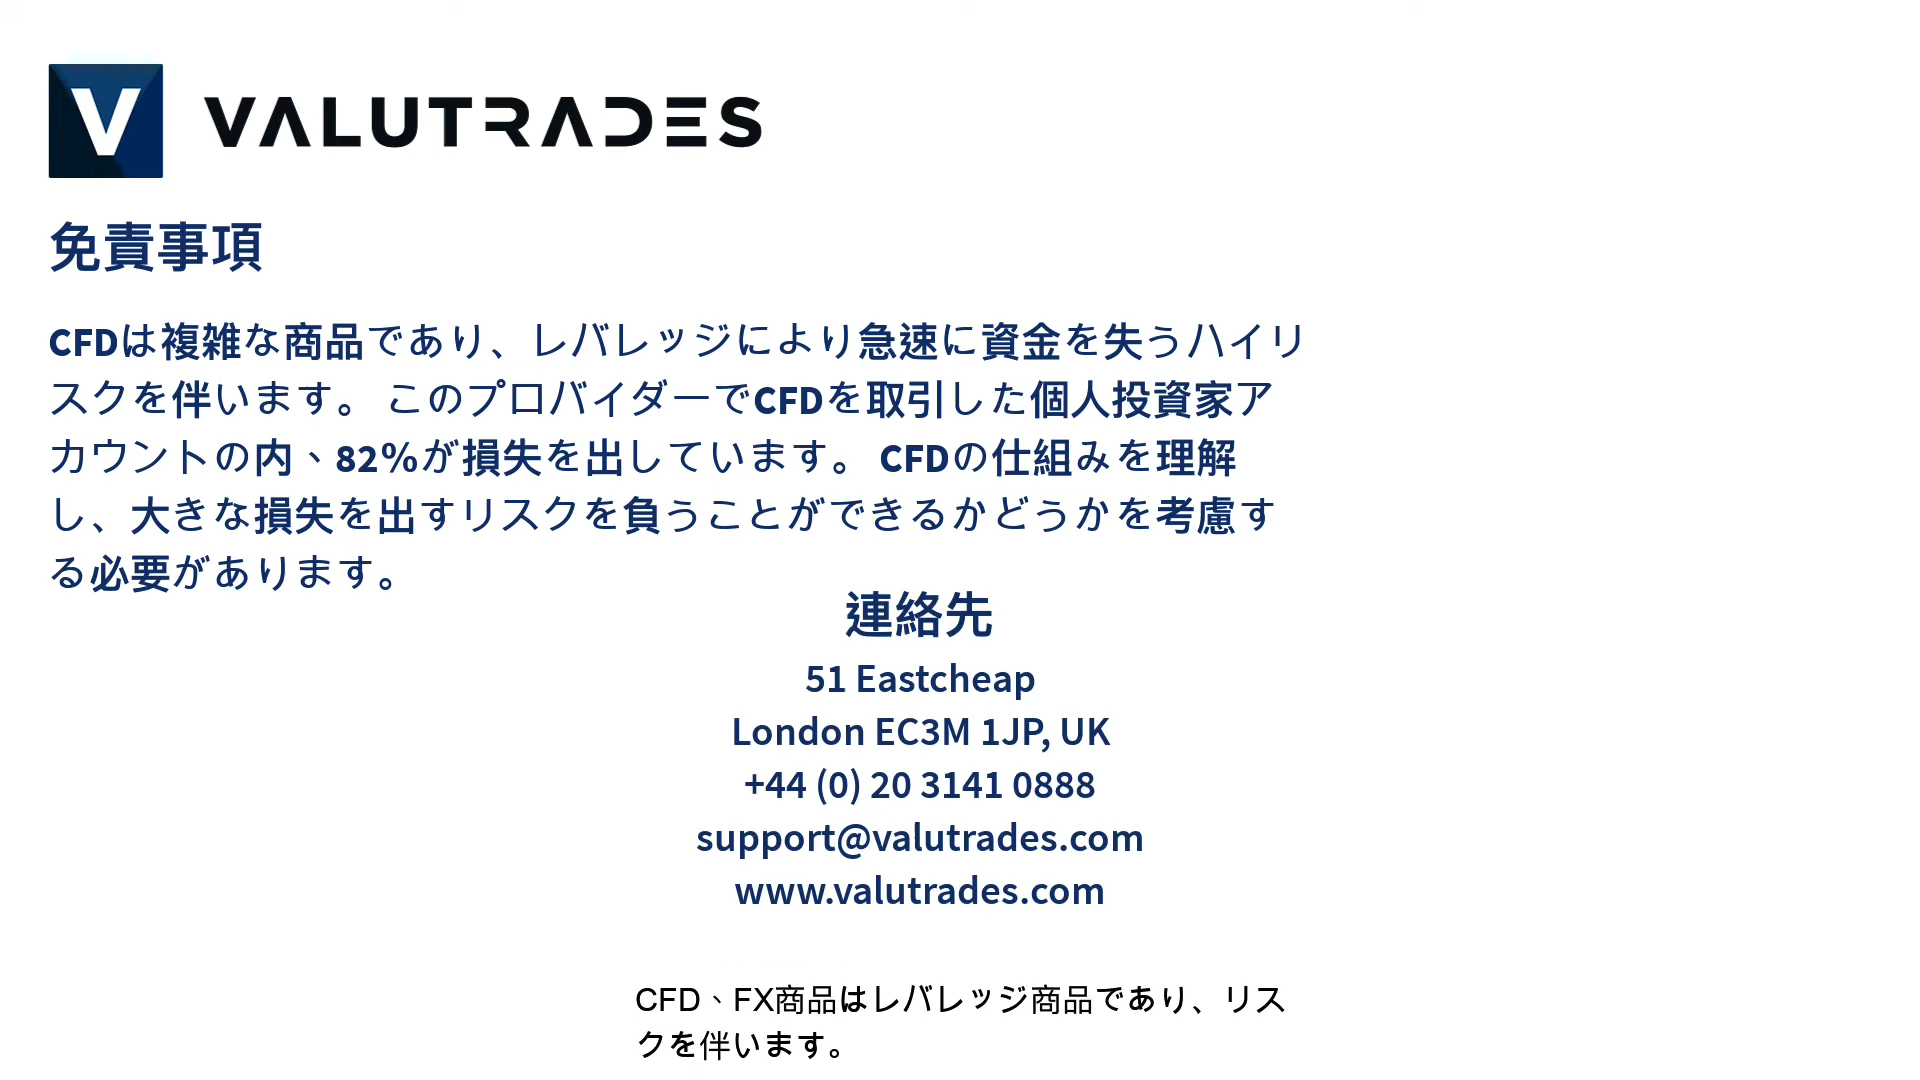 V VALUTRADES
免責事項
CFDは複雑な商品であり、レバレッジにより急速に資金を失うハイリ
スクを伴います。 このプロバイダーでCFDを取引した個人投資家ア
カウントの内、82%が損失を出しています。 CFDの仕組みを理解
し、大きな損失を出すリスクを負うことができるかどうかを考慮す
る必要があります。
連絡先
51 Eastcheap
London EC3M 1JP, UK
+44 (0) 20 3141 0888
support@valutrades.com
www.valutrades.com
CFD、FX商品はレバレッジ商品であり、リス
クを伴います。